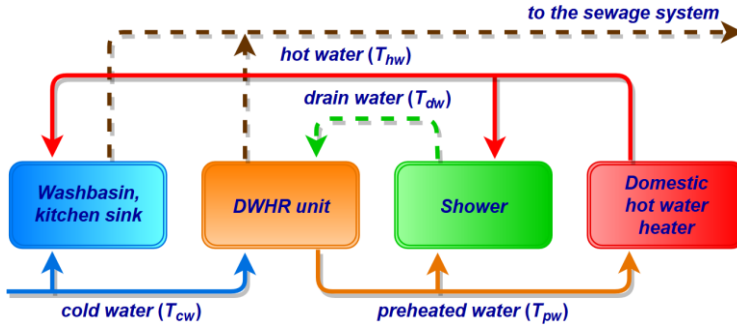 to the sewage system
hot water (Thw)
drain water (Tdw)
Washbasin,
kitchen sink
DWHR unit
Shower
Domestic
hot water
heater
cold water (Tcw)
preheated water (Tpw)